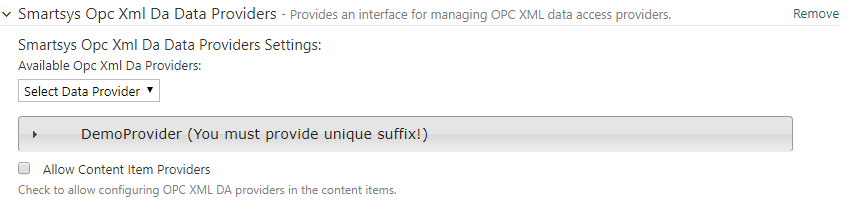 Smartsys Opc Xml Da Data Providers - Provides an interface for managing OPC XML data access providers. Remove
Smartsys Opc Xml Da Data Providers Settings:
Available Opc Xml Da Providers:
Select Data Provider
DemoProvider (You must provide unique suffix!)
Allow Content Item Providers
Check to allow configuring OPC XML DA providers in the content items.